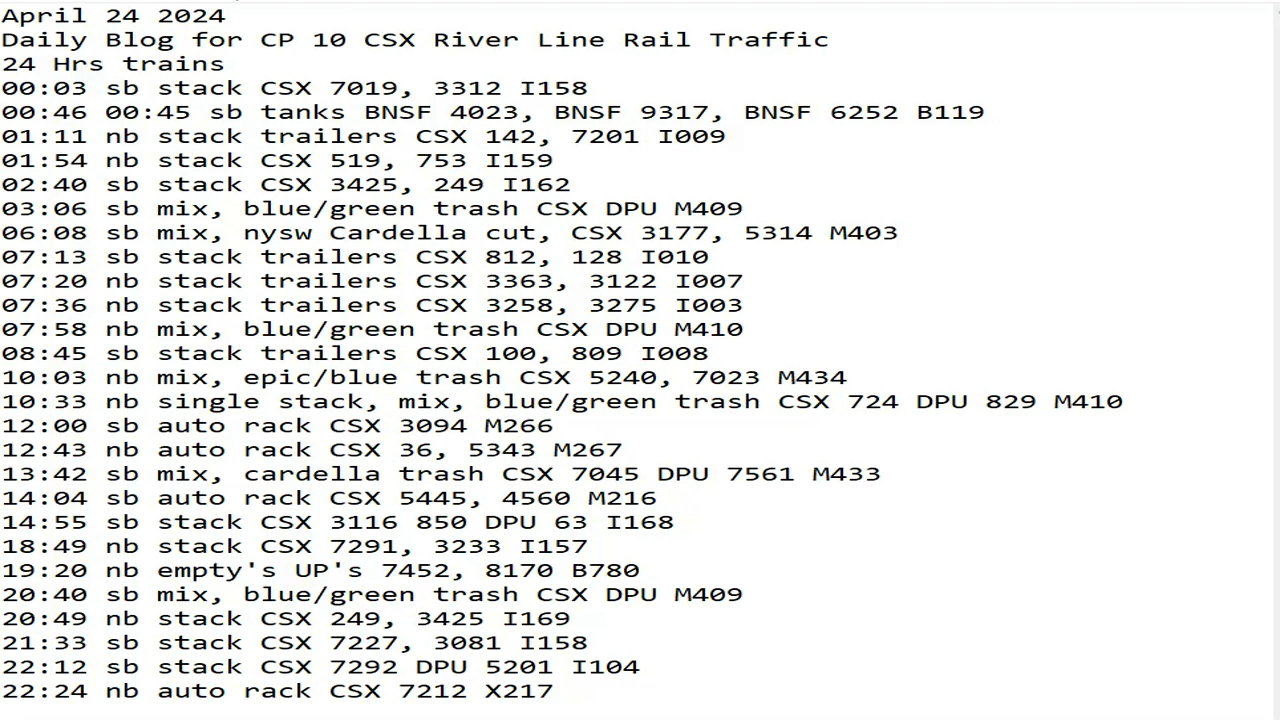 April 24 2024
Daily Blog for CP 10 CSX River Line Rail Traffic
24 Hrs trains
00:03 sb stack CSX 7019, 3312 I158
00:46 00:45 sb tanks BNSF 4023, BNSF 9317, BNSF 6252 B119
01:11 nb stack trailers CSX 142, 7201 I009
01:54 nb stack CSX 519, 753 I159
02:40 sb stack CSX 3425, 249 I162
03:06 sb mix, blue/green trash CSX DPU M409
06:08 sb mix, nysw Cardella cut, CSX 3177, 5314 M403
07:13 sb stack trailers CSX 812, 128 I010
07:20 nb stack trailers CSX 3363, 3122 I007
07:36 nb stack trailers CSX 3258, 3275 I003
07:58 nb mix, blue/green trash CSX DPU M410
08:45 sb stack trailers CSX 100, 809 I008
10:03 nb mix, epic/blue trash CSX 5240, 7023 M434
10:33 nb single stack, mix, blue/green trash CSX 724 DPU 829 M410
12:00 sb auto rack CSX 3094 M266
12:43 nb auto rack CSX 36, 5343 M267
13:42 sb mix, cardella trash CSX 7045 DPU 7561 M433
14:04 sb auto rack CSX 5445, 4560 M216
14:55 sb stack CSX 3116 850 DPU 63 I168
18:49 nb stack CSX 7291, 3233 I157
19:20 nb empty's UP's 7452, 8170 B780
20:40 sb mix, blue/green trash CSX DPU M409
20:49 nb stack CSX 249, 3425 I169
21:33 sb stack CSX 7227, 3081 I158
22:12 sb stack CSX 7292 DPU 5201 I104
22:24 nb auto rack CSX 7212 X217